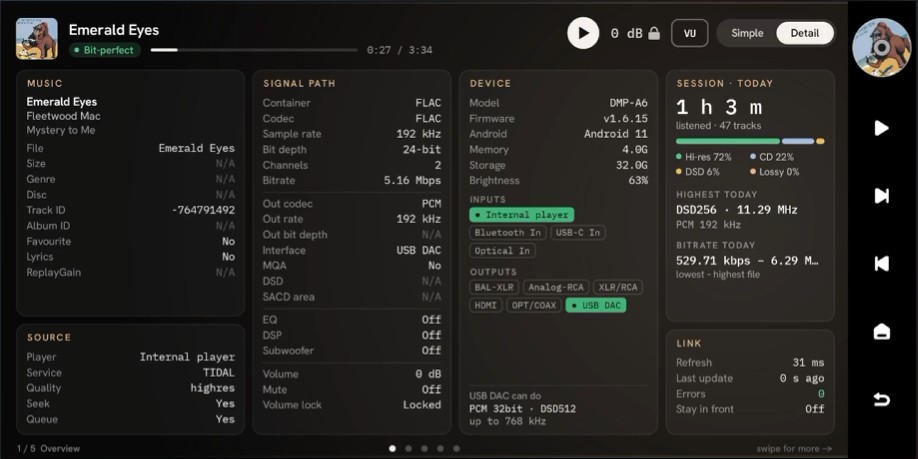 Emerald Eyes
Bit-perfect
0:27 / 3:34
0 dB
VU
Simple
Detail
MUSIC
Emerald Eyes
Fleetwood Mac
Mystery to Me
File Emerald Eyes
Size N/A
Genre N/A
Disc N/A
Track ID -764791492
Album ID N/A
Favourite No
Lyrics No
ReplayGain N/A
SOURCE
Player Internal player
Service TIDAL
Quality highres
Seek Yes
Queue Yes
SIGNAL PATH
Container FLAC
Codec FLAC
Sample rate 192 kHz
Bit depth 24-bit
Channels 2
Bitrate 5.16 Mbps
Out codec PCM
Out rate 192 kHz
Out bit depth N/A
Interface USB DAC
MQA No
DSD N/A
SACD area N/A
EQ Off
DSP Off
Subwoofer Off
Volume 0 dB
Mute Off
Volume lock Locked
DEVICE
Model DMP-A6
Firmware v1.6.15
Android Android 11
Memory 4.0G
Storage 32.0G
Brightness 63%
INPUTS
Internal player
Bluetooth In USB-C In
Optical In
OUTPUTS
BAL-XLR Analog-RCA XLR/RCA
HDMI OPT/COAX USB DAC
USB DAC can do
PCM 32bit · DSD512
up to 768 kHz
SESSION · TODAY
1 h 3 m
listened · 47 tracks
Hi-res 72% CD 22%
DSD 6% Lossy 0%
HIGHEST TODAY
DSD256 · 11.29 MHz
PCM 192 kHz
BITRATE TODAY
529.71 kbps – 6.29 M…
lowest – highest file
LINK
Refresh 31 ms
Last update 0 s ago
Errors 0
Stay in front Off
1 / 5 Overview
swipe for more →